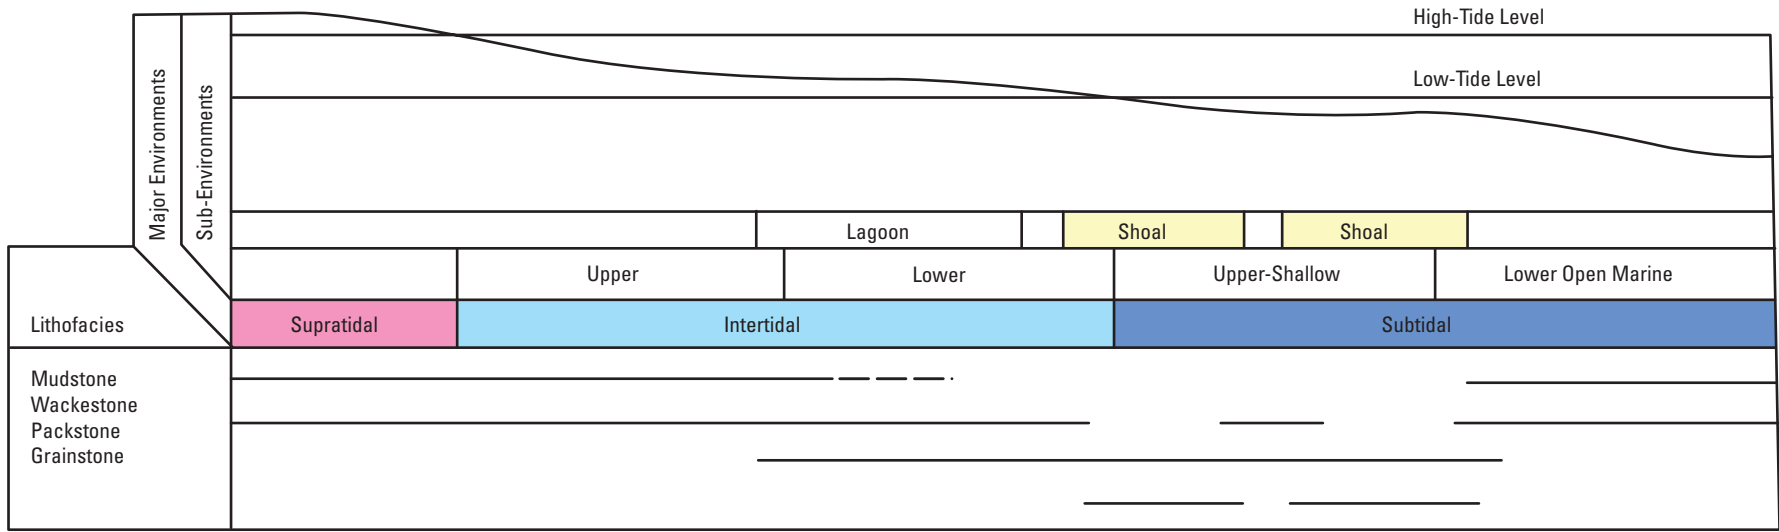 High-Tide Level
Low-Tide Level
Major Environments
Sub-Environments
Lagoon
Shoal
Shoal
Upper
Lower
Upper-Shallow
Lower Open Marine
Lithofacies
Supratidal
Intertidal
Subtidal
Mudstone
Wackestone
Packstone
Grainstone